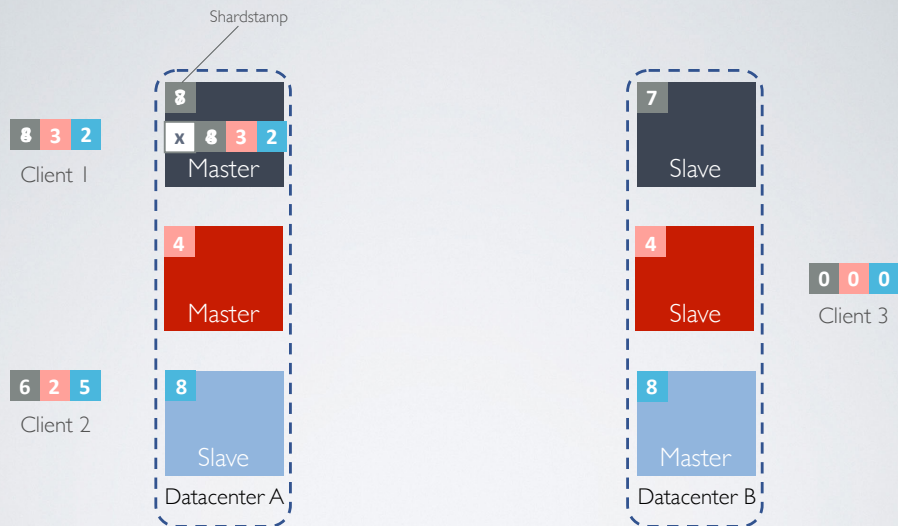 Shardstamp
8
7
8 3 2
x 8 3 2
Client 1
Master
Slave
4
4
0 0 0
Master
Slave
Client 3
6 2 5
8
8
Client 2
Slave
Master
Datacenter A
Datacenter B